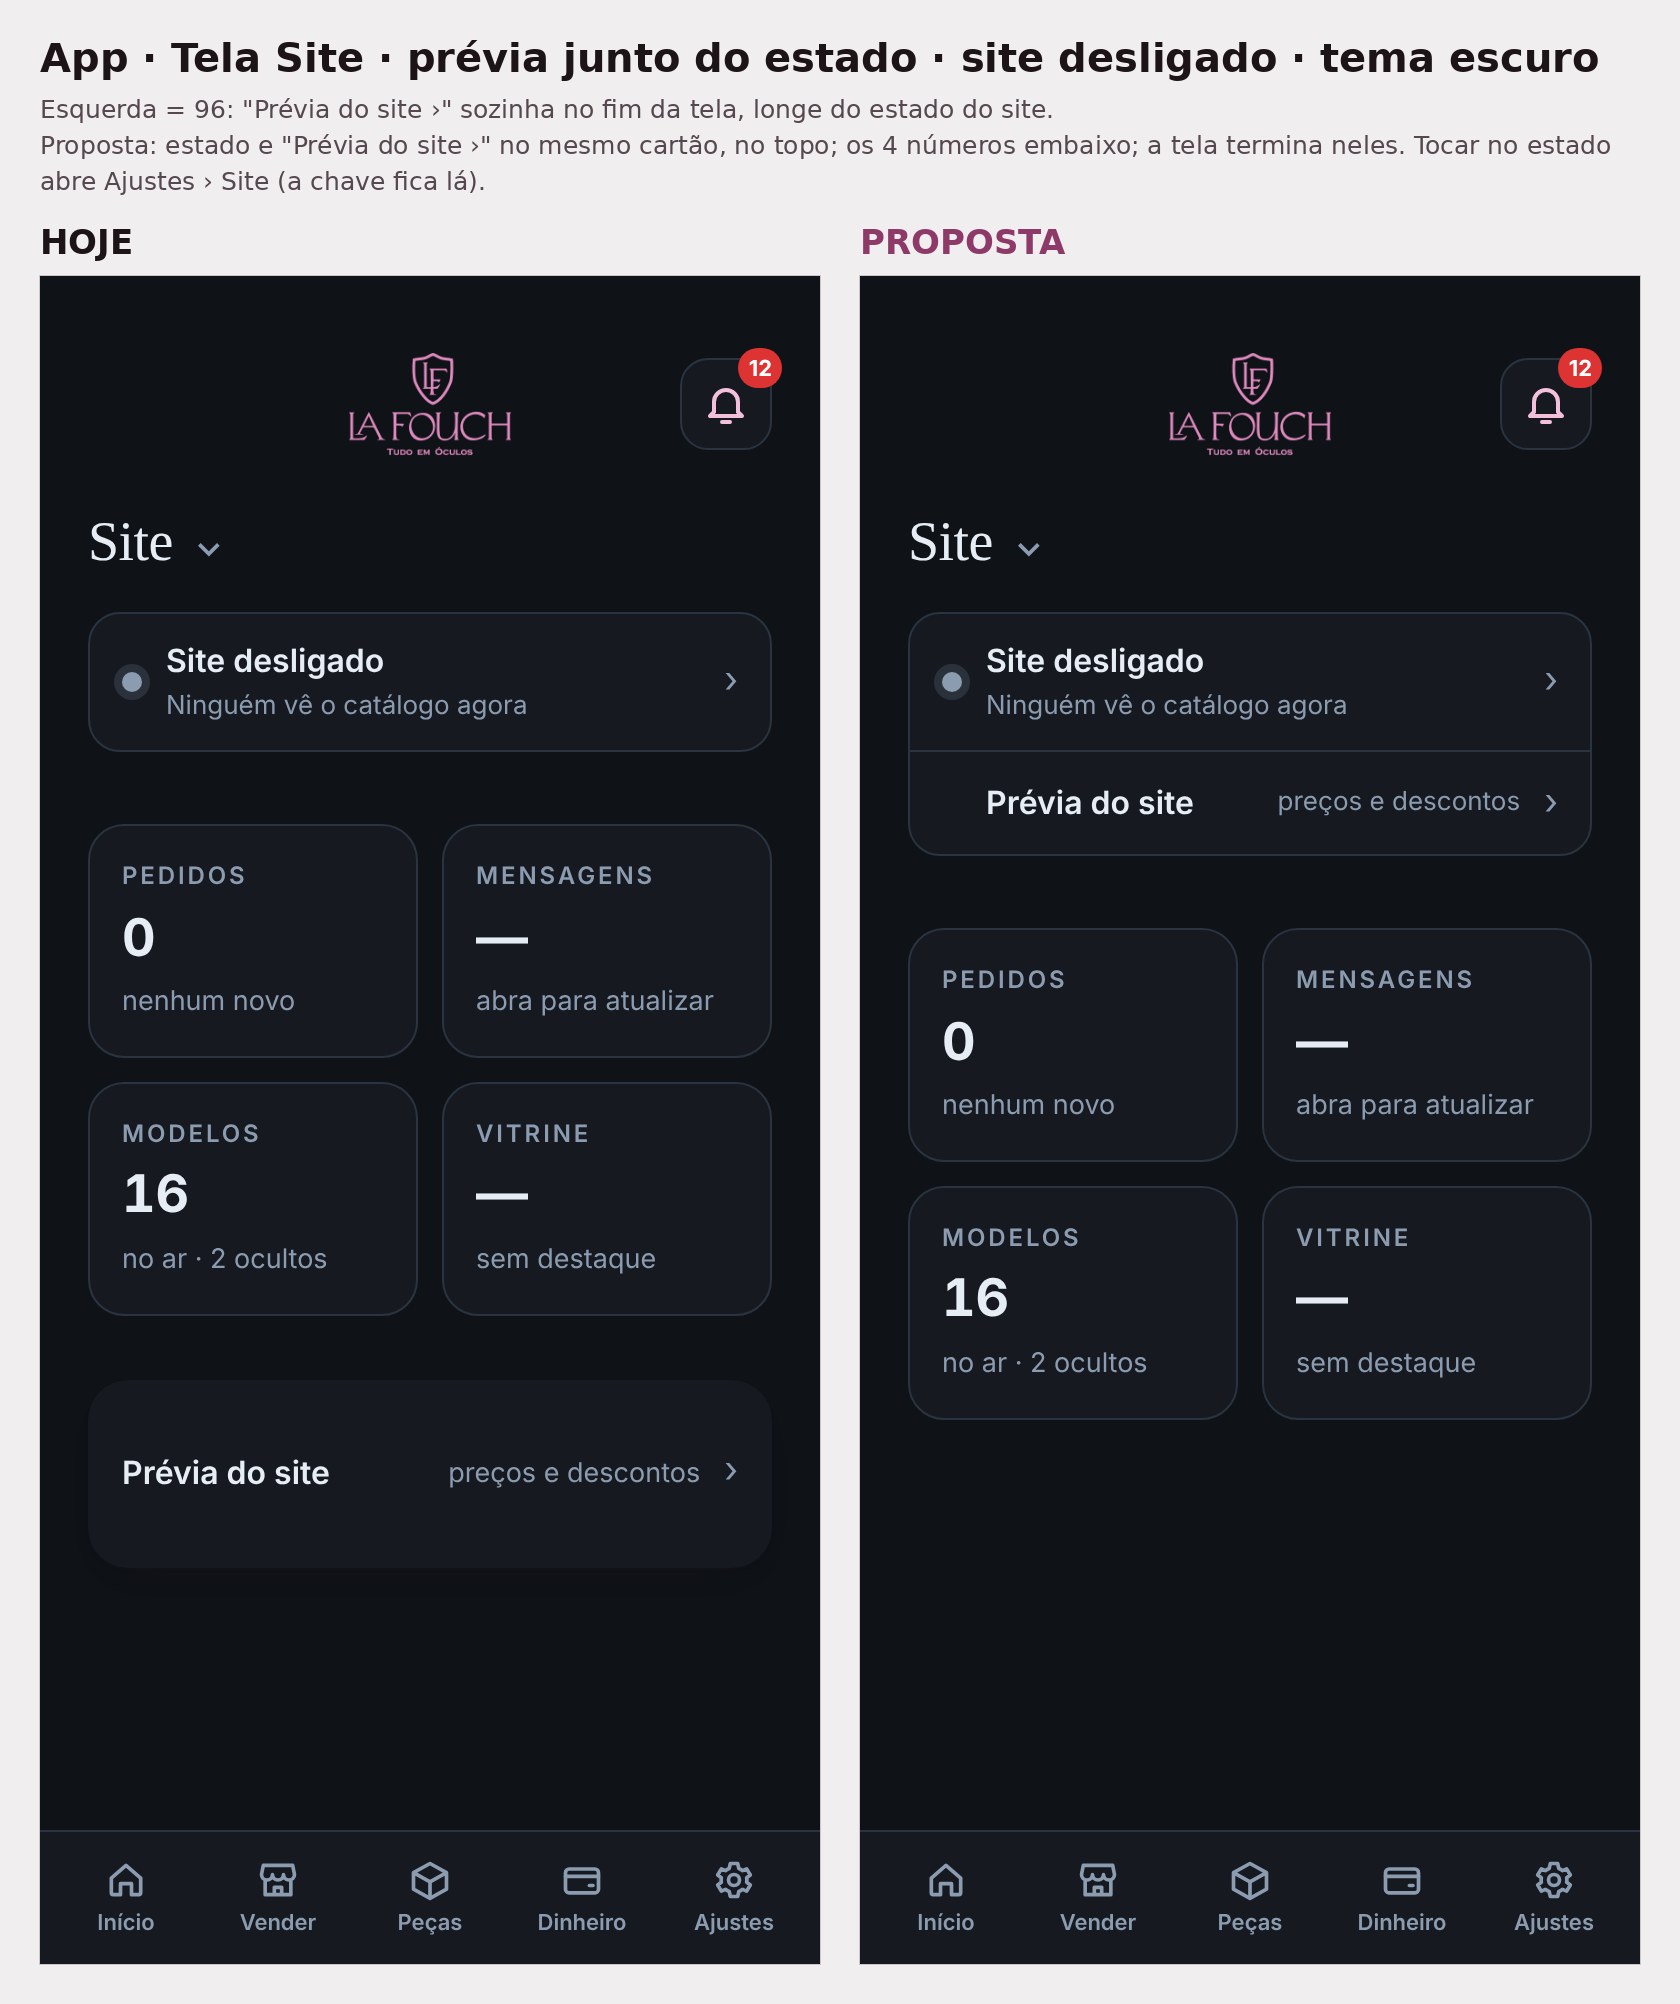 App · Tela Site · prévia junto do estado · site desligado · tema escuro
Esquerda = 96: "Prévia do site ›" sozinha no fim da tela, longe do estado do site.
Proposta: estado e "Prévia do site ›" no mesmo cartão, no topo; os 4 números embaixo; a tela termina neles. Tocar no estado
abre Ajustes › Site (a chave fica lá).
HOJE
LF
LA FOUCH
TUDO EM ÓCULOS
12
Site
Site desligado
Ninguém vê o catálogo agora
PEDIDOS
0
nenhum novo
MENSAGENS
—
abra para atualizar
MODELOS
16
no ar · 2 ocultos
VITRINE
—
sem destaque
Prévia do site
preços e descontos
Início
Vender
Peças
Dinheiro
Ajustes
PROPOSTA
LF
LA FOUCH
TUDO EM ÓCULOS
12
Site
Site desligado
Ninguém vê o catálogo agora
Prévia do site
preços e descontos
PEDIDOS
0
nenhum novo
MENSAGENS
—
abra para atualizar
MODELOS
16
no ar · 2 ocultos
VITRINE
—
sem destaque
Início
Vender
Peças
Dinheiro
Ajustes